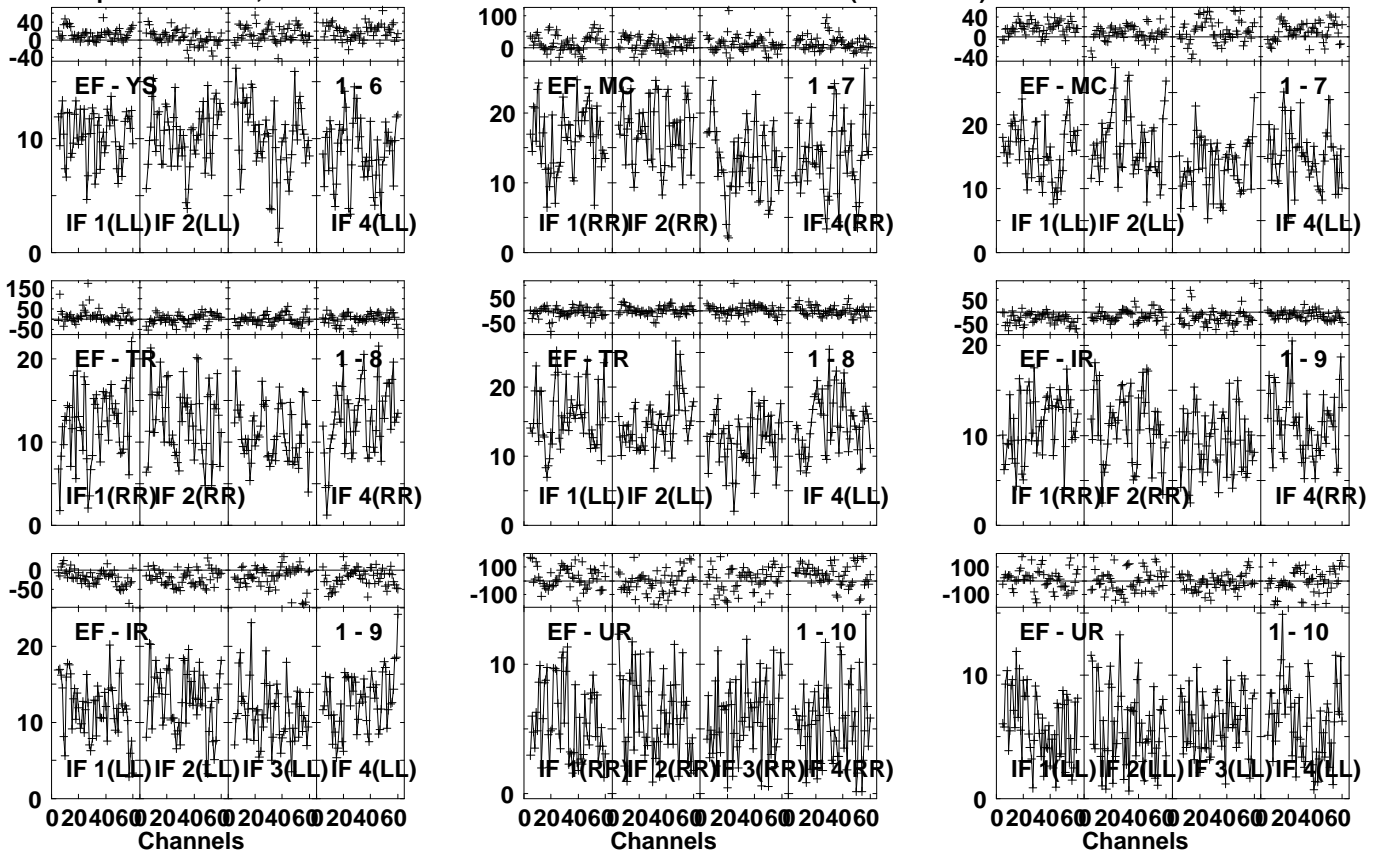 40
0
-40
EF - YS
1 - 6
10
IF 1(LL)
IF 2(LL)
IF 4(LL)
0
100
0
EF - MC
1 - 7
20
10
IF 1(RR)
IF 2(RR)
IF 4(RR)
0
40
0
-40
EF - MC
1 - 7
20
10
IF 1(LL)
IF 2(LL)
IF 4(LL)
0
150
50
-50
EF - TR
1 - 8
20
10
IF 1(RR)
IF 2(RR)
IF 4(RR)
0
50
-50
EF - TR
1 - 8
20
10
IF 1(LL)
IF 2(LL)
IF 4(LL)
0
50
-50
EF - IR
1 - 9
20
10
IF 1(RR)
IF 2(RR)
IF 4(RR)
0
0
-50
EF - IR
1 - 9
20
10
IF 1(LL)
IF 2(LL)
IF 3(LL)
IF 4(LL)
0
0 20 40 60 0 20 40 60 0 20 40 60 0 20 40 60
Channels
100
0
-100
EF - UR
1 - 10
10
IF 1(RR)
IF 2(RR)
IF 3(RR)
IF 4(RR)
0
0 20 40 60 0 20 40 60 0 20 40 60 0 20 40 60
Channels
100
0
-100
EF - UR
1 - 10
10
IF 1(LL)
IF 2(LL)
IF 3(LL)
IF 4(LL)
0
0 20 40 60 0 20 40 60 0 20 40 60 0 20 40 60
Channels